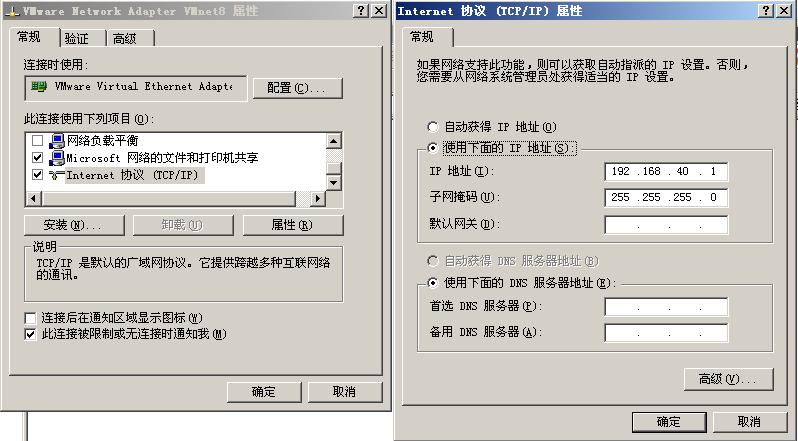 VMware Network Adapter VMnet8 属性
常规 验证 高级
连接时使用:
VMware Virtual Ethernet Adapte
配置(C)...
此连接使用下列项目(O):
网络负载平衡
Microsoft 网络的文件和打印机共享
Internet 协议 (TCP/IP)
安装(N)... 卸载(U) 属性(R)
说明
TCP/IP 是默认的广域网协议。它提供跨越多种互联网络
的通讯。
连接后在通知区域显示图标(W)
此连接被限制或无连接时通知我(M)
确定 取消
Internet 协议 (TCP/IP) 属性
常规
如果网络支持此功能,则可以获取自动指派的 IP 设置。否则,
您需要从网络系统管理员处获得适当的 IP 设置。
自动获得 IP 地址(O)
使用下面的 IP 地址(S):
IP 地址(I): 192 .168 .40 .1
子网掩码(U): 255 .255 .255 .0
默认网关(D): . . .
自动获得 DNS 服务器地址(B)
使用下面的 DNS 服务器地址(E):
首选 DNS 服务器(P): . . .
备用 DNS 服务器(A): . . .
高级(V)...
确定 取消